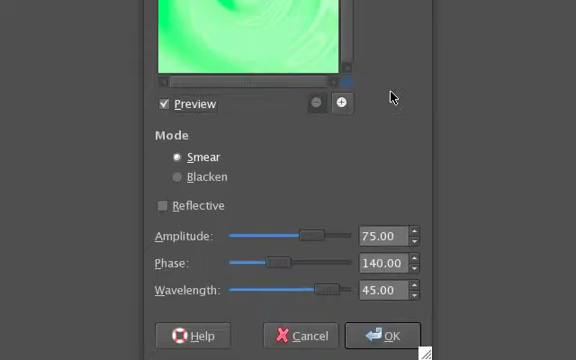 Preview
Mode
Smear
Blacken
Reflective
Amplitude: 75.00
Phase: 140.00
Wavelength: 45.00
Help Cancel OK